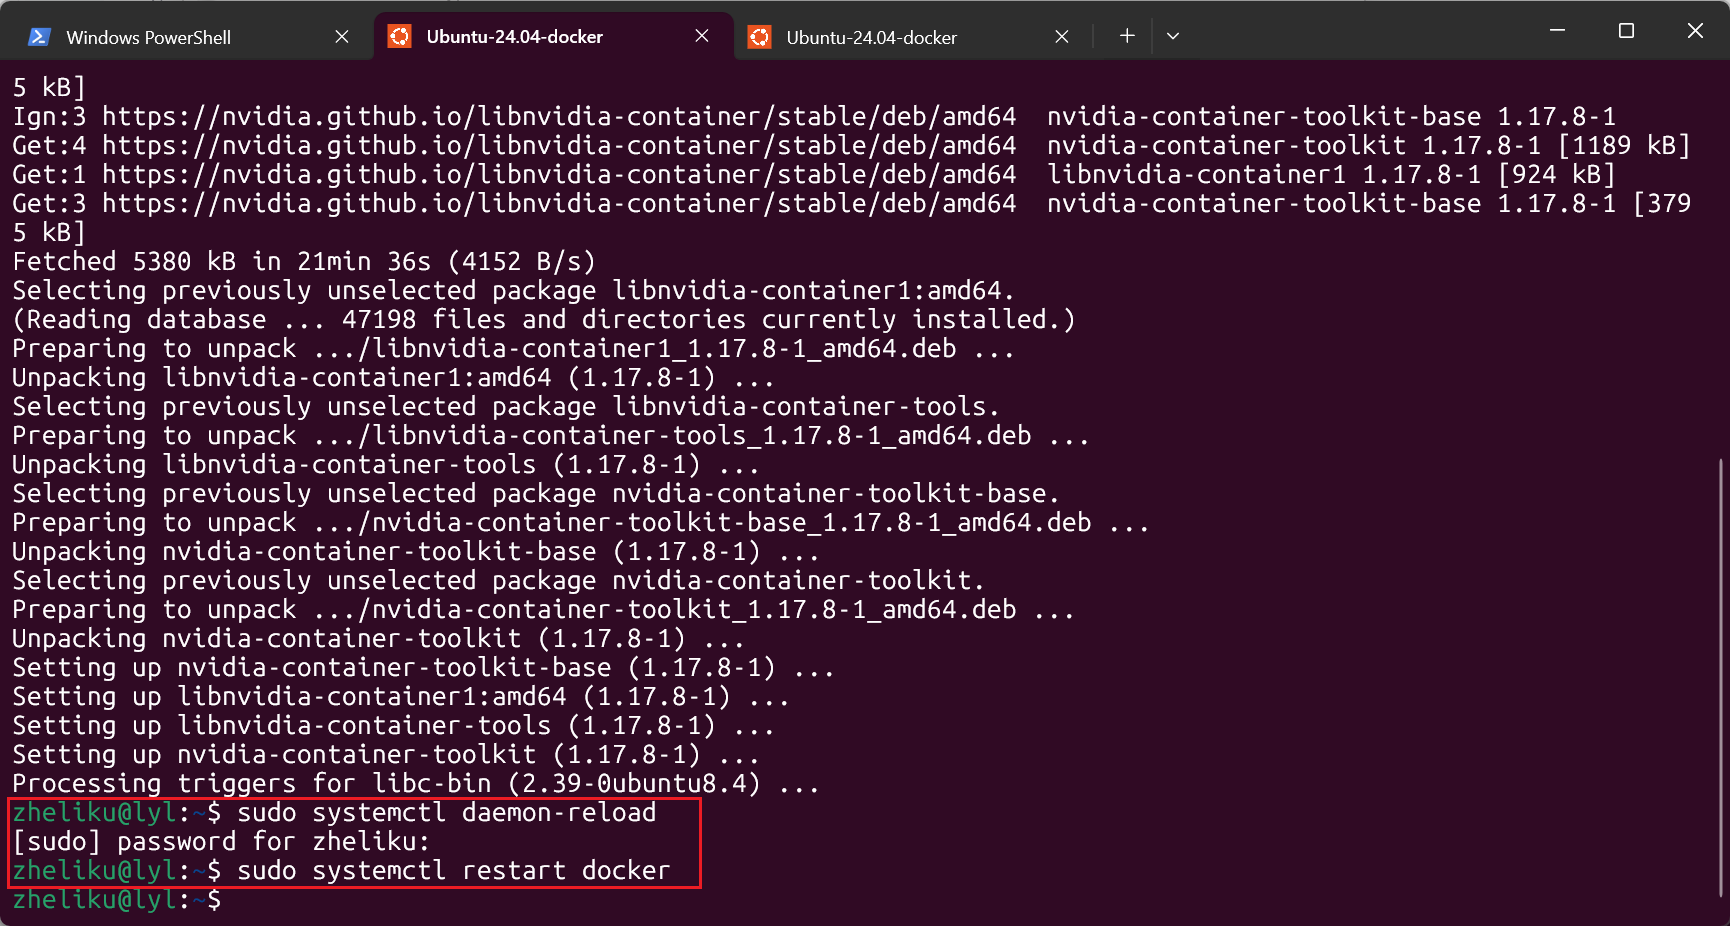 Windows PowerShell
Ubuntu-24.04-docker
Ubuntu-24.04-docker
5 kB]
Ign:3 https://nvidia.github.io/libnvidia-container/stable/deb/amd64  nvidia-container-toolkit-base 1.17.8-1
Get:4 https://nvidia.github.io/libnvidia-container/stable/deb/amd64  nvidia-container-toolkit 1.17.8-1 [1189 kB]
Get:1 https://nvidia.github.io/libnvidia-container/stable/deb/amd64  libnvidia-container1 1.17.8-1 [924 kB]
Get:3 https://nvidia.github.io/libnvidia-container/stable/deb/amd64  nvidia-container-toolkit-base 1.17.8-1 [379
5 kB]
Fetched 5380 kB in 21min 36s (4152 B/s)
Selecting previously unselected package libnvidia-container1:amd64.
(Reading database ... 47198 files and directories currently installed.)
Preparing to unpack .../libnvidia-container1_1.17.8-1_amd64.deb ...
Unpacking libnvidia-container1:amd64 (1.17.8-1) ...
Selecting previously unselected package libnvidia-container-tools.
Preparing to unpack .../libnvidia-container-tools_1.17.8-1_amd64.deb ...
Unpacking libnvidia-container-tools (1.17.8-1) ...
Selecting previously unselected package nvidia-container-toolkit-base.
Preparing to unpack .../nvidia-container-toolkit-base_1.17.8-1_amd64.deb ...
Unpacking nvidia-container-toolkit-base (1.17.8-1) ...
Selecting previously unselected package nvidia-container-toolkit.
Preparing to unpack .../nvidia-container-toolkit_1.17.8-1_amd64.deb ...
Unpacking nvidia-container-toolkit (1.17.8-1) ...
Setting up nvidia-container-toolkit-base (1.17.8-1) ...
Setting up libnvidia-container1:amd64 (1.17.8-1) ...
Setting up libnvidia-container-tools (1.17.8-1) ...
Setting up nvidia-container-toolkit (1.17.8-1) ...
Processing triggers for libc-bin (2.39-0ubuntu8.4) ...
zheliku@lyl:~$ sudo systemctl daemon-reload
[sudo] password for zheliku:
zheliku@lyl:~$ sudo systemctl restart docker
zheliku@lyl:~$